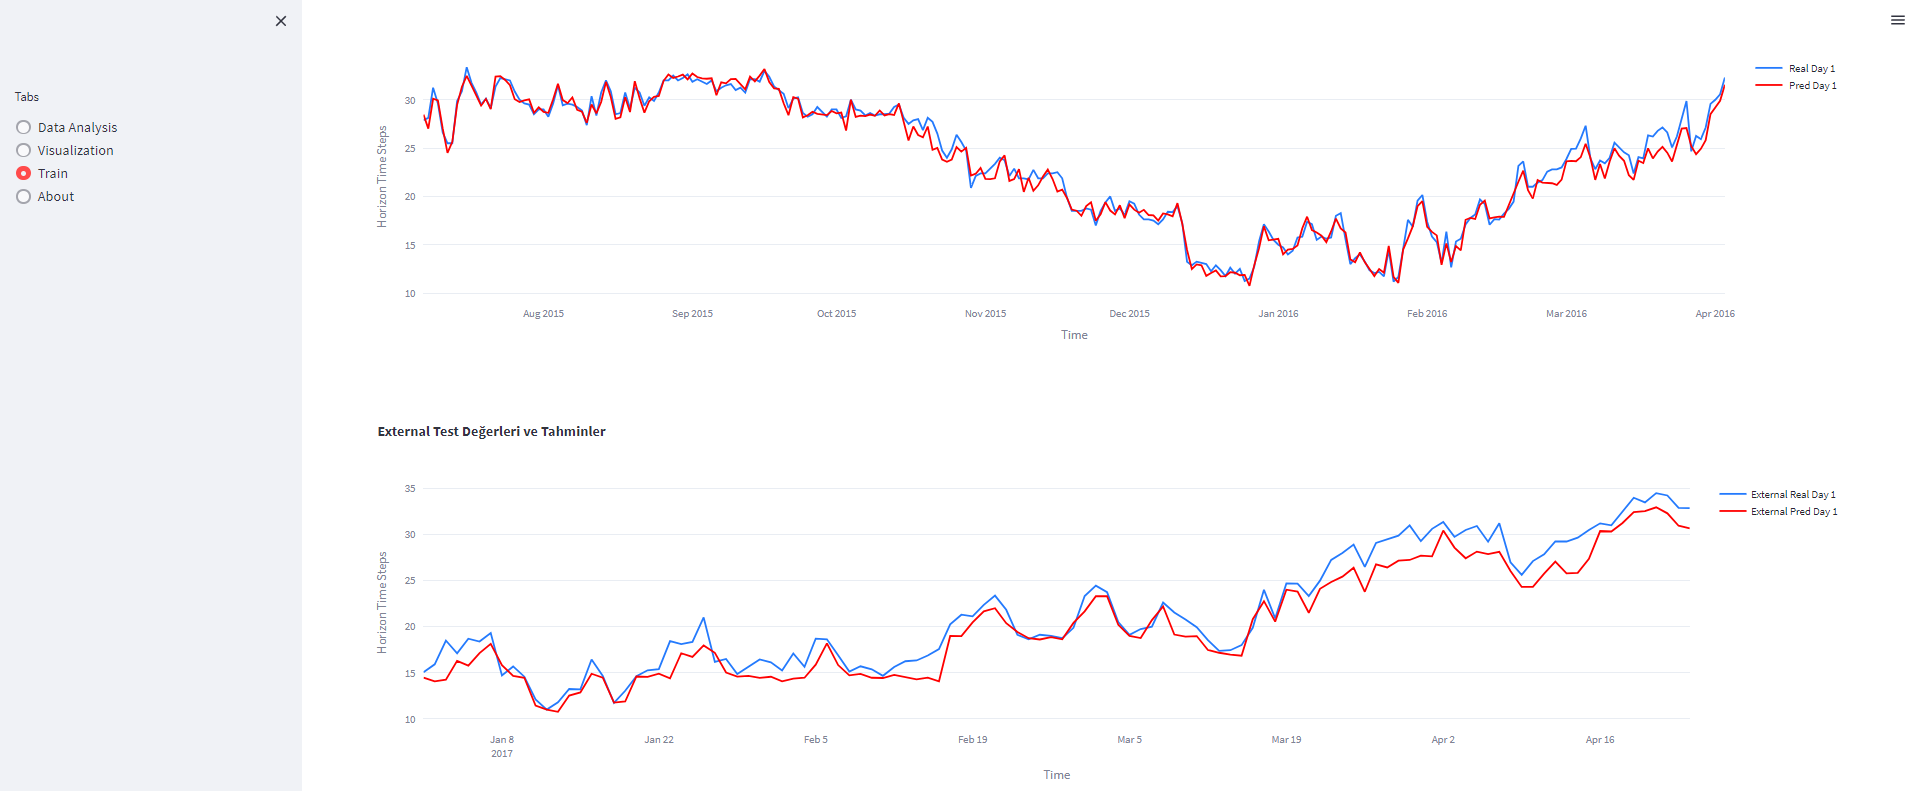 Tabs
Data Analysis
Visualization
Train
About
Real Day 1
Pred Day 1
Horizon Time Steps
30
25
20
15
10
Aug 2015
Sep 2015
Oct 2015
Nov 2015
Dec 2015
Jan 2016
Feb 2016
Mar 2016
Apr 2016
Time
External Test Değerleri ve Tahminler
External Real Day 1
External Pred Day 1
Horizon Time Steps
35
30
25
20
15
10
Jan 8
2017
Jan 22
Feb 5
Feb 19
Mar 5
Mar 19
Apr 2
Apr 16
Time